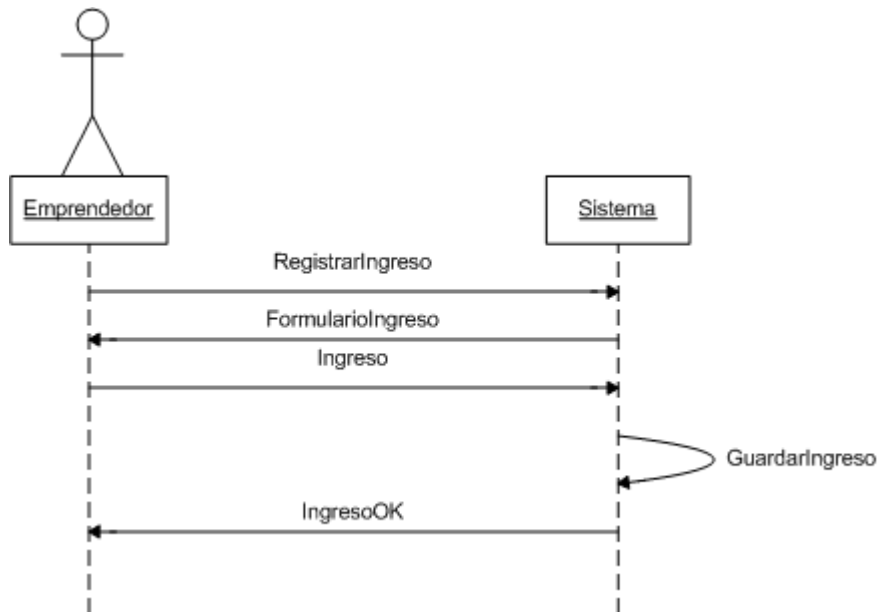 Emprendedor
Sistema
RegistrarIngreso
FormularioIngreso
Ingreso
GuardarIngreso
IngresoOK